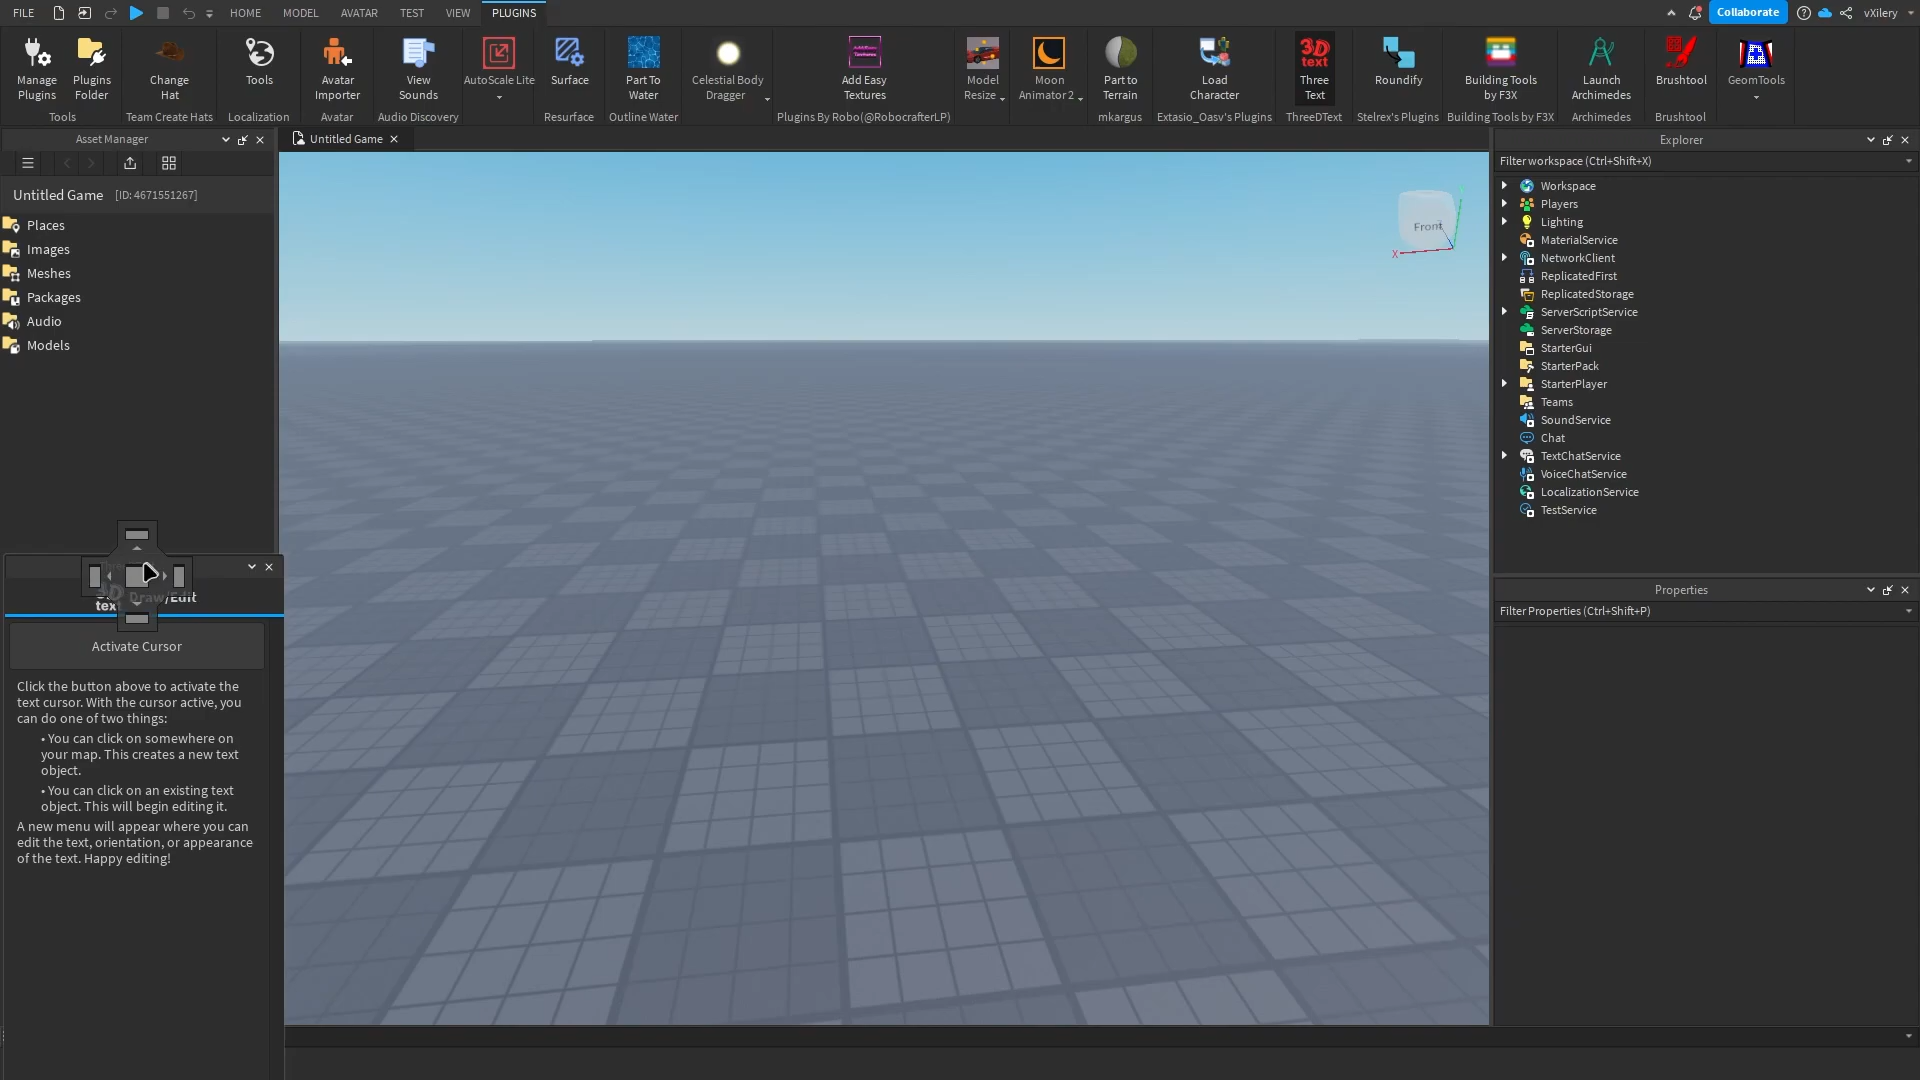 FILE HOME MODEL AVATAR TEST VIEW PLUGINS Collaborate vXilery
Manage Plugins
Plugins Folder
Change Hat
Tools
Avatar Importer
View Sounds
AutoScale Lite
Surface
Part To Water
Celestial Body Dragger
Add Easy Textures
Model Resize
Moon Animator 2
Part to Terrain
Load Character
3D text
Three Text
Roundify
Building Tools by F3X
Launch Archimedes
Brushtool
GeomTools
Tools Team Create Hats Localization Avatar Audio Discovery Resurface Outline Water Plugins By Robo(@RobocrafterLP) mkargus Extasio_Oasv's Plugins ThreeDText Stelrex's Plugins Building Tools by F3X Archimedes Brushtool
Asset Manager
Untitled Game
Untitled Game [ID: 4671551267]
Places
Images
Meshes
Packages
Audio
Models
Draw/Edit
text
Activate Cursor
Click the button above to activate the
text cursor. With the cursor active, you
can do one of two things:
• You can click on somewhere on
your map. This creates a new text
object.
• You can click on an existing text
object. This will begin editing it.
A new menu will appear where you can
edit the text, orientation, or appearance
of the text. Happy editing!
Front
X
Explorer
Filter workspace (Ctrl+Shift+X)
Workspace
Players
Lighting
MaterialService
NetworkClient
ReplicatedFirst
ReplicatedStorage
ServerScriptService
ServerStorage
StarterGui
StarterPack
StarterPlayer
Teams
SoundService
Chat
TextChatService
VoiceChatService
LocalizationService
TestService
Properties
Filter Properties (Ctrl+Shift+P)